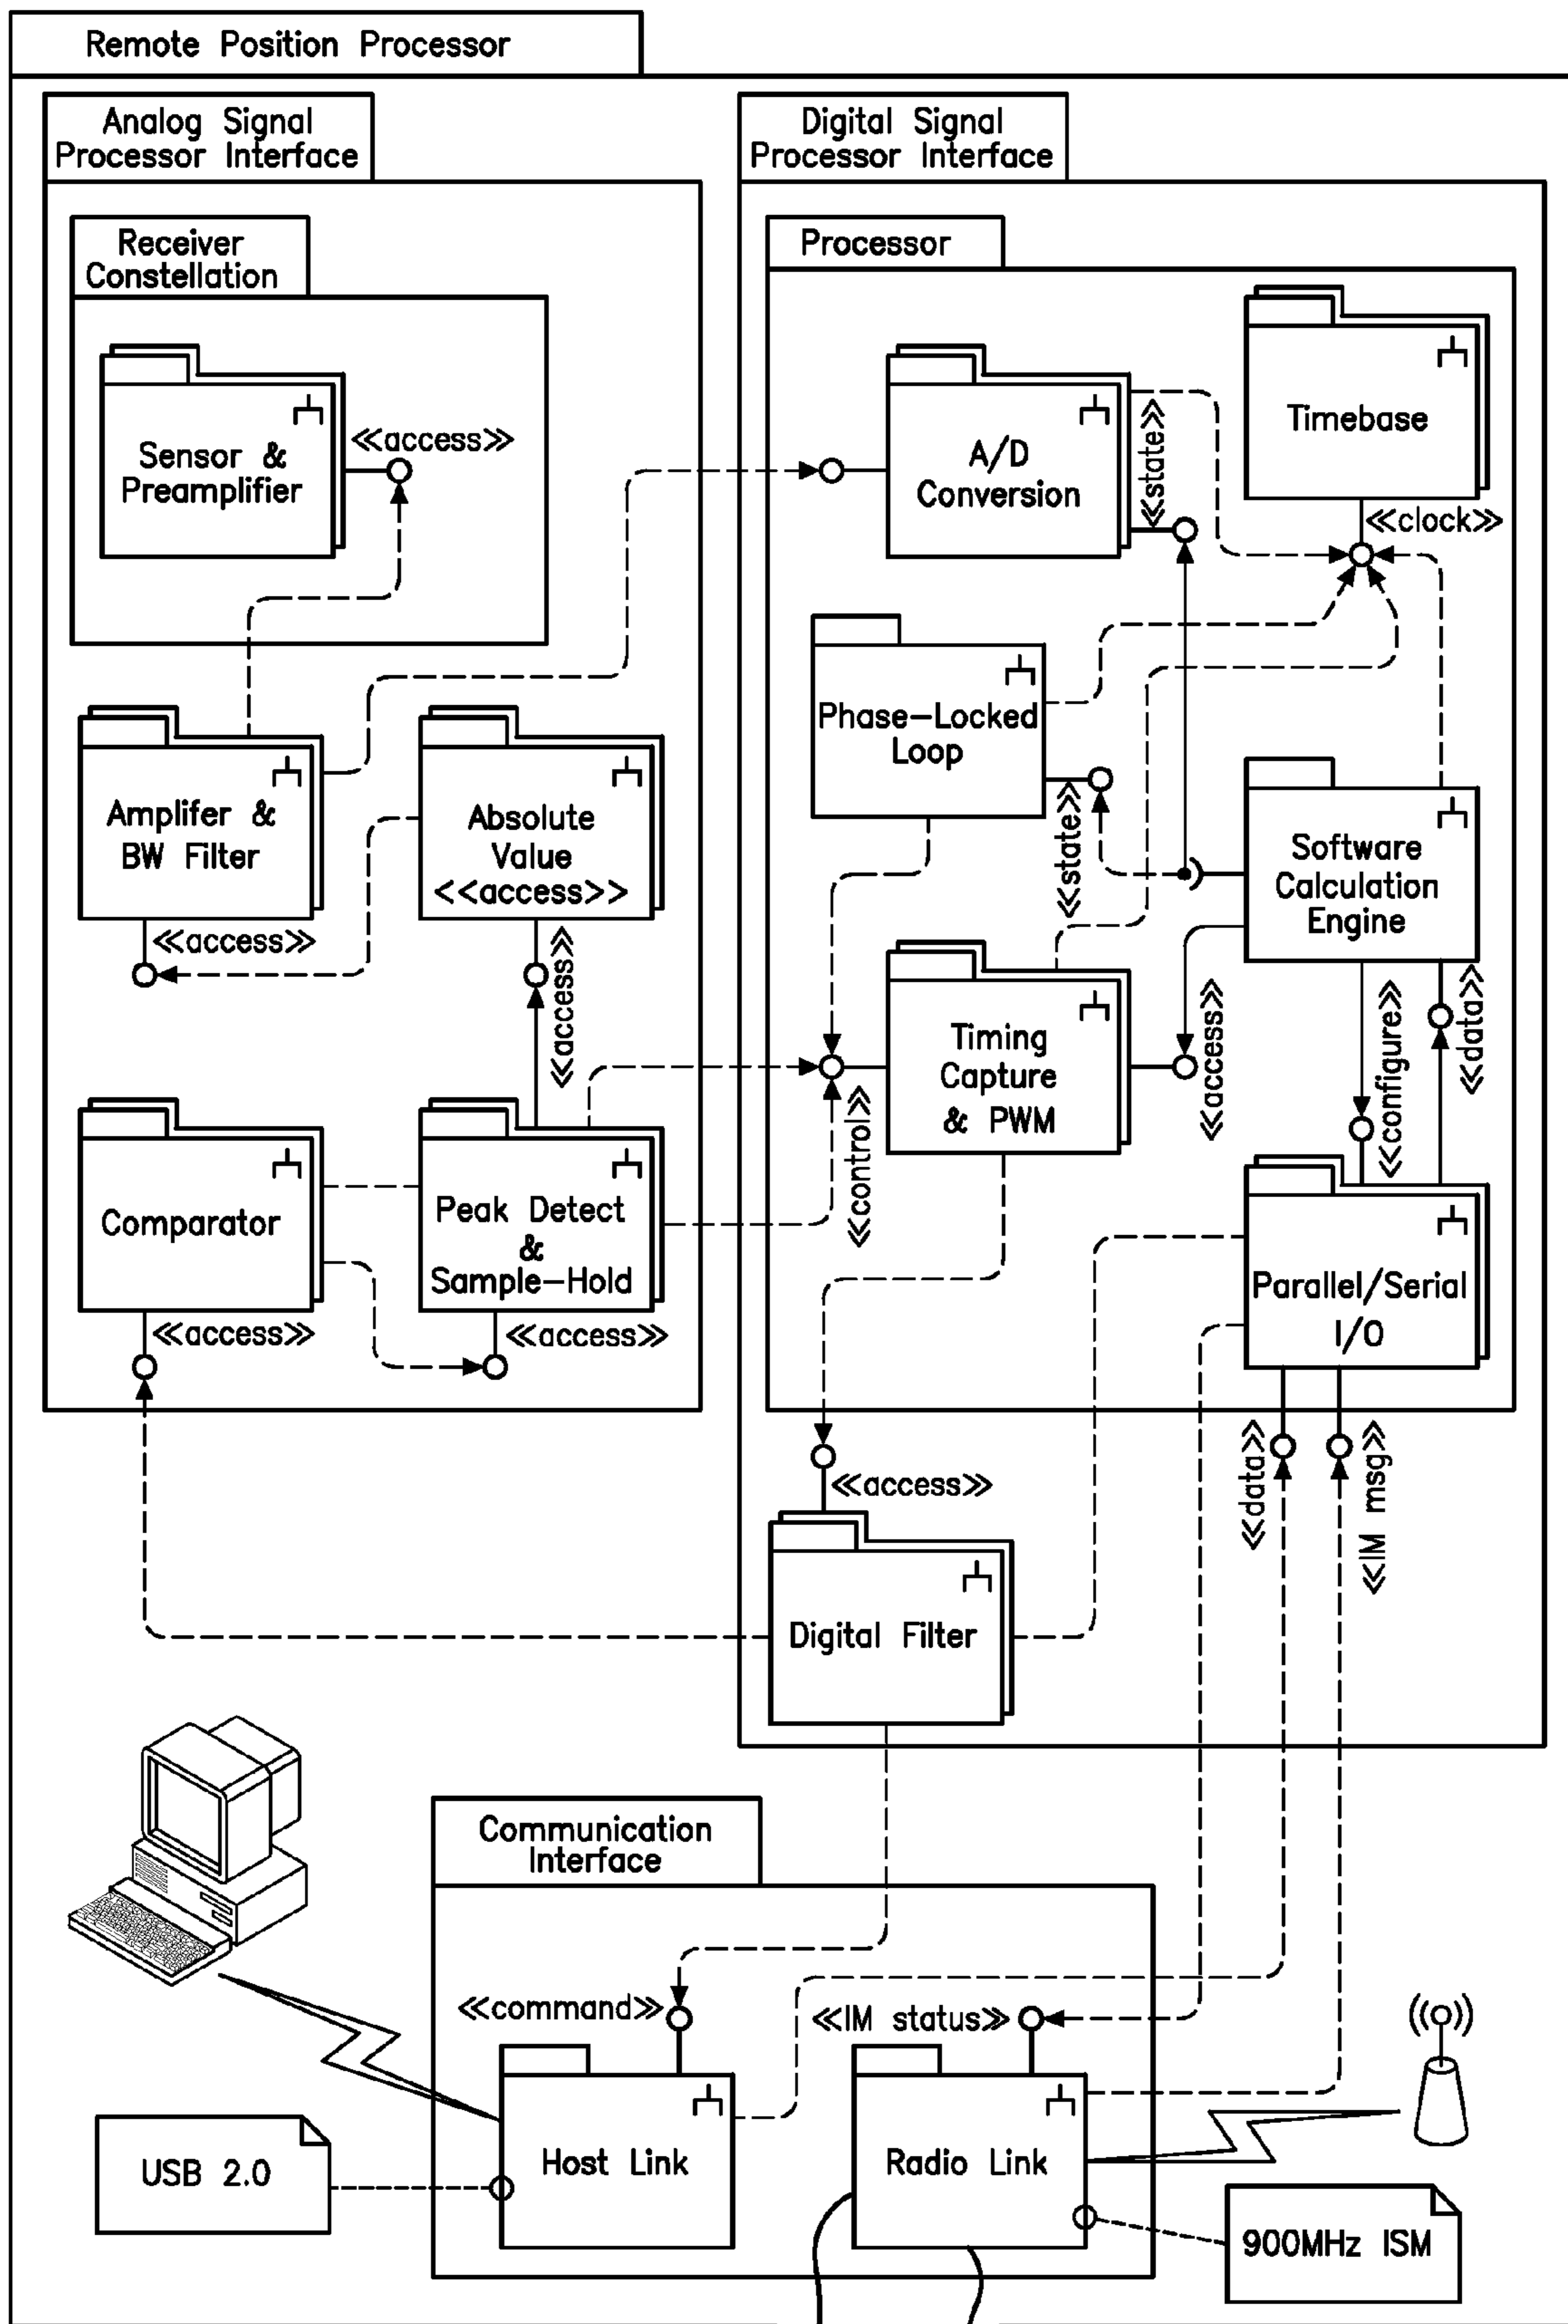 Remote Position Processor
Analog Signal
Processor Interface
Receiver
Constellation
Sensor &
Preamplifier
≪access≫
Amplifer &
BW Filter
≪access≫
Absolute
Value
<<access>>
≪access≫
Comparator
≪access≫
Peak Detect
&
Sample-Hold
≪access≫
Digital Signal
Processor Interface
Processor
A/D
Conversion
≪state≫
Timebase
≪clock≫
Phase-Locked
Loop
≪state≫
Software
Calculation
Engine
Timing
Capture
& PWM
≪control≫
≪access≫
≪configure≫
≪data≫
Parallel/Serial
I/O
≪data≫
≪IM msg≫
≪access≫
Digital Filter
Communication
Interface
≪command≫
≪IM status≫
Host Link
Radio Link
USB 2.0
900MHz ISM